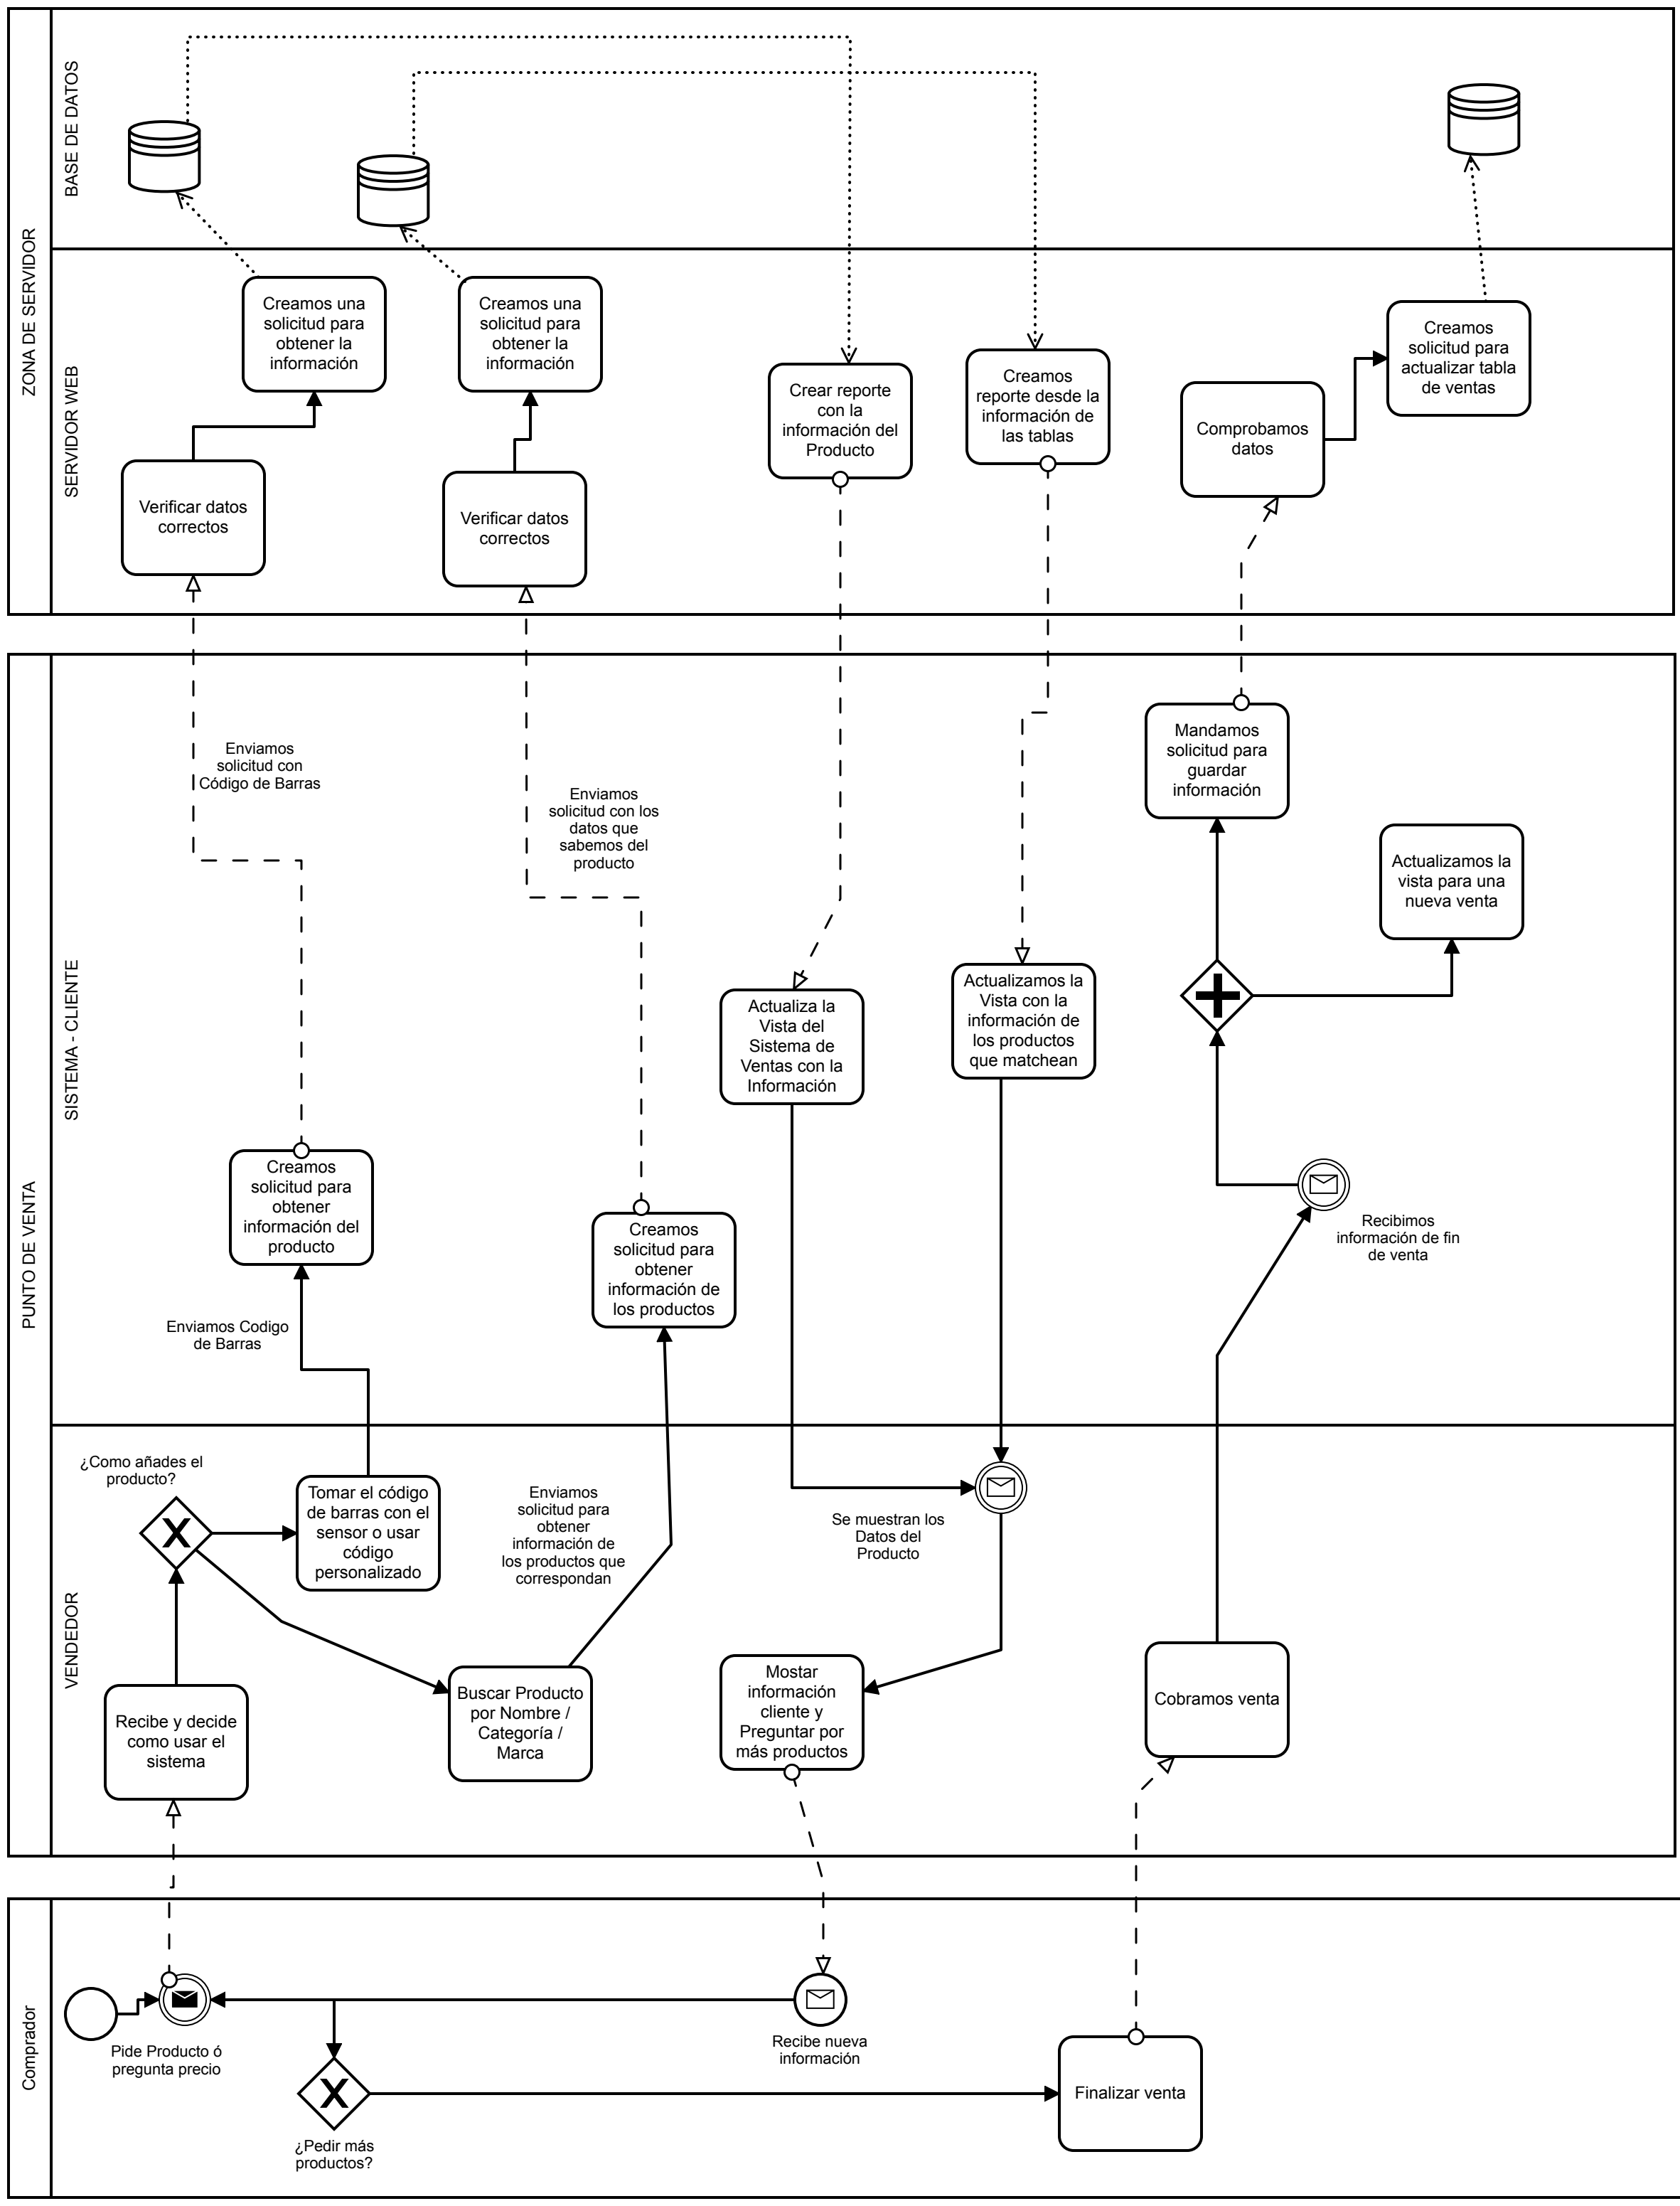 ZONA DE SERVIDOR
BASE DE DATOS
SERVIDOR WEB
Creamos una
solicitud para
obtener la
información
Creamos una
solicitud para
obtener la
información
Crear reporte
con la
información del
Producto
Creamos
reporte desde la
información de
las tablas
Comprobamos
datos
Creamos
solicitud para
actualizar tabla
de ventas
Verificar datos
correctos
Verificar datos
correctos
PUNTO DE VENTA
SISTEMA - CLIENTE
Enviamos
solicitud con
Código de Barras
Enviamos
solicitud con los
datos que
sabemos del
producto
Mandamos
solicitud para
guardar
información
Actualizamos la
vista para una
nueva venta
Actualiza la
Vista del
Sistema de
Ventas con la
Información
Actualizamos la
Vista con la
información de
los productos
que matchean
Creamos
solicitud para
obtener
información del
producto
Creamos
solicitud para
obtener
información de
los productos
Recibimos
información de fin
de venta
Enviamos Codigo
de Barras
VENDEDOR
¿Como añades el
producto?
Tomar el código
de barras con el
sensor o usar
código
personalizado
Enviamos
solicitud para
obtener
información de
los productos que
correspondan
Se muestran los
Datos del
Producto
Recibe y decide
como usar el
sistema
Buscar Producto
por Nombre /
Categoría /
Marca
Mostar
información
cliente y
Preguntar por
más productos
Cobramos venta
Comprador
Pide Producto ó
pregunta precio
Recibe nueva
información
Finalizar venta
¿Pedir más
productos?